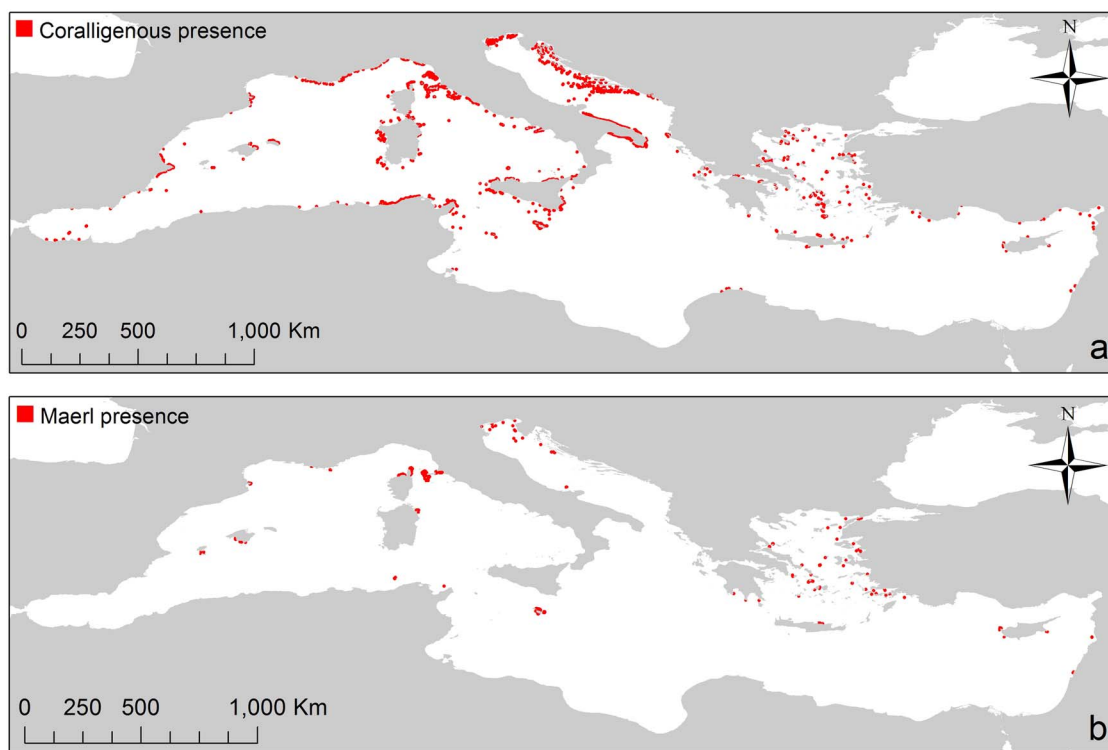 Coralligenous presence
N
0 250 500 1,000 Km
a
Maerl presence
N
0 250 500 1,000 Km
b